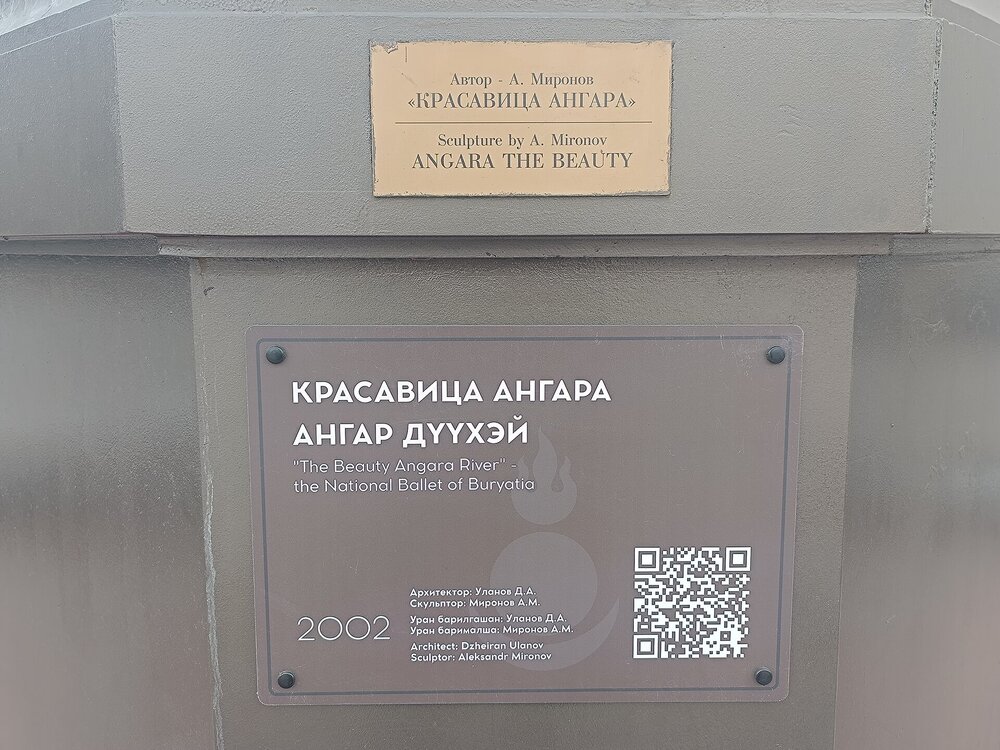 Автор - А. Миронов
«КРАСАВИЦА АНГАРА»
Sculpture by A. Mironov
ANGARA THE BEAUTY
КРАСАВИЦА АНГАРА
АНГАР ДҮҮХЭЙ
"The Beauty Angara River" -
the National Ballet of Buryatia
2002
Архитектор: Уланов Д.А.
Скульптор: Миронов А.М.
Уран барилгашан: Уланов Д.А.
Уран барималша: Миронов А.М.
Architect: Dzheiran Ulanov
Sculptor: Aleksandr Mironov